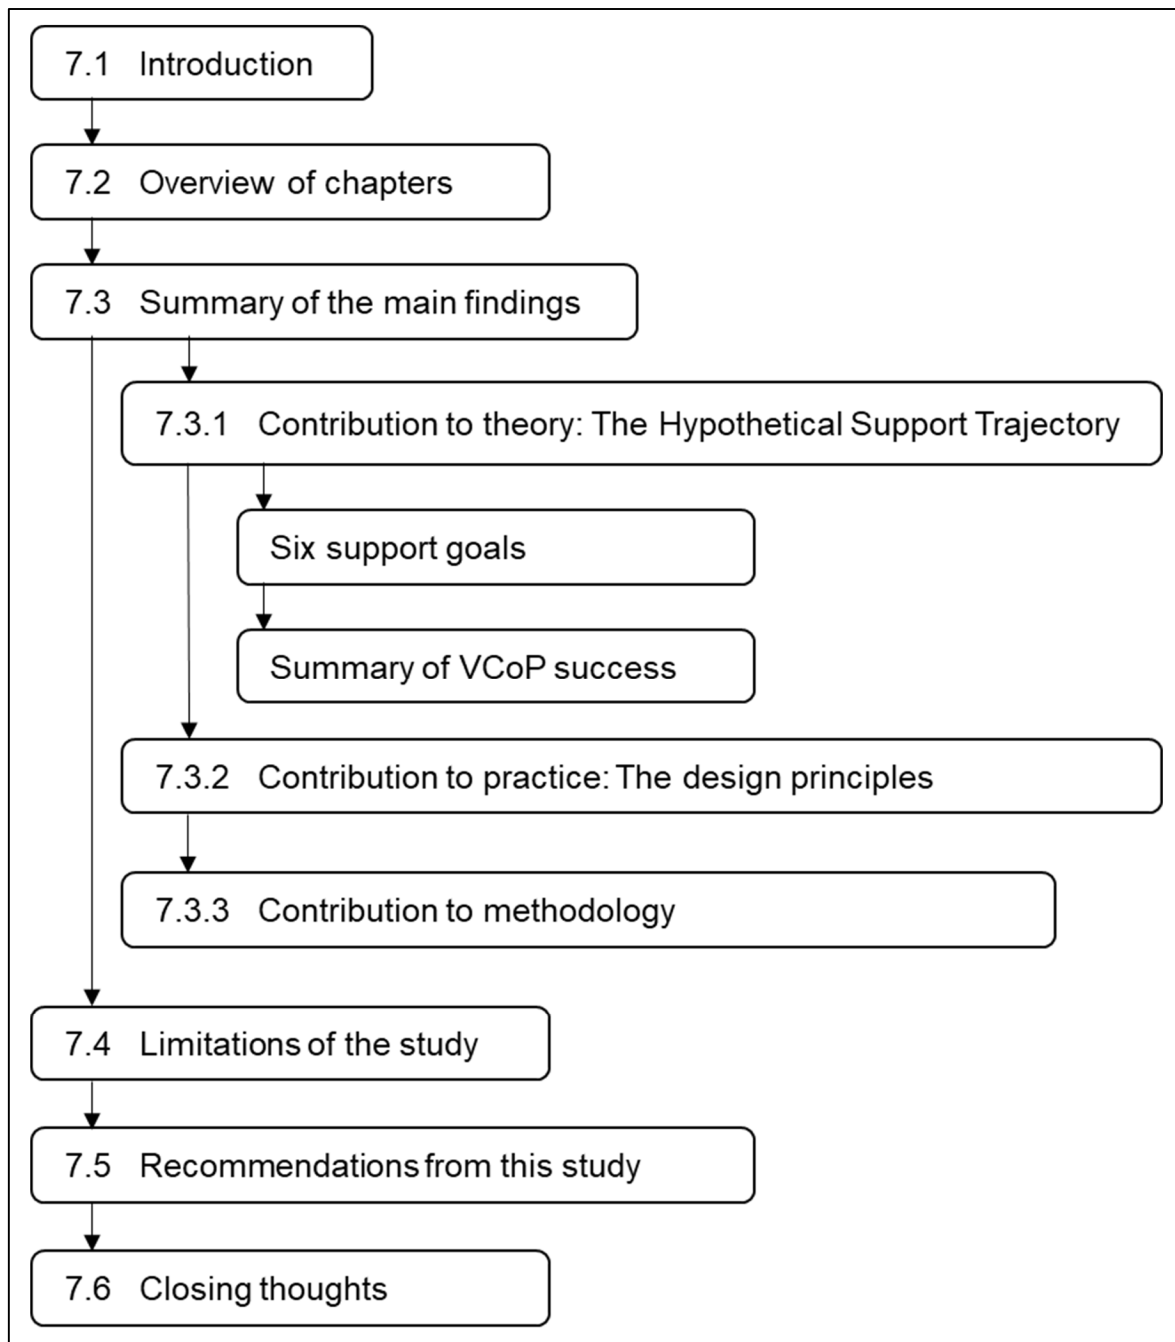 7.1 Introduction
7.2 Overview of chapters
7.3 Summary of the main findings
7.3.1 Contribution to theory: The Hypothetical Support Trajectory
Six support goals
Summary of VCoP success
7.3.2 Contribution to practice: The design principles
7.3.3 Contribution to methodology
7.4 Limitations of the study
7.5 Recommendations from this study
7.6 Closing thoughts